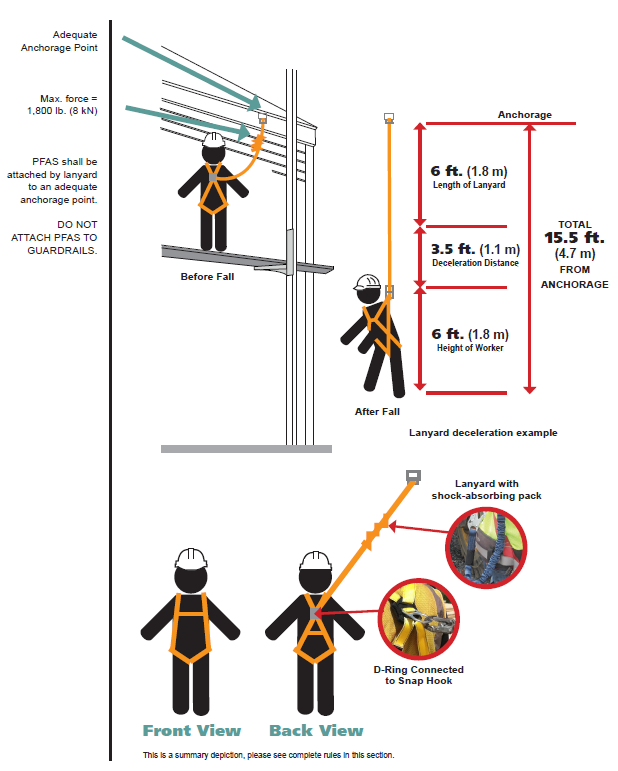 Adequate
Anchorage Point
Max. force =
1,800 lb. (8 kN)
PFAS shall be
attached by lanyard
to an adequate
anchorage point.
DO NOT
ATTACH PFAS TO
GUARDRAILS.
Before Fall
Anchorage
6 ft. (1.8 m)
Length of Lanyard
3.5 ft. (1.1 m)
Deceleration Distance
6 ft. (1.8 m)
Height of Worker
TOTAL
15.5 ft.
(4.7 m)
FROM
ANCHORAGE
After Fall
Lanyard deceleration example
Lanyard with
shock-absorbing pack
D-Ring Connected
to Snap Hook
Front View
Back View
This is a summary depiction, please see complete rules in this section.